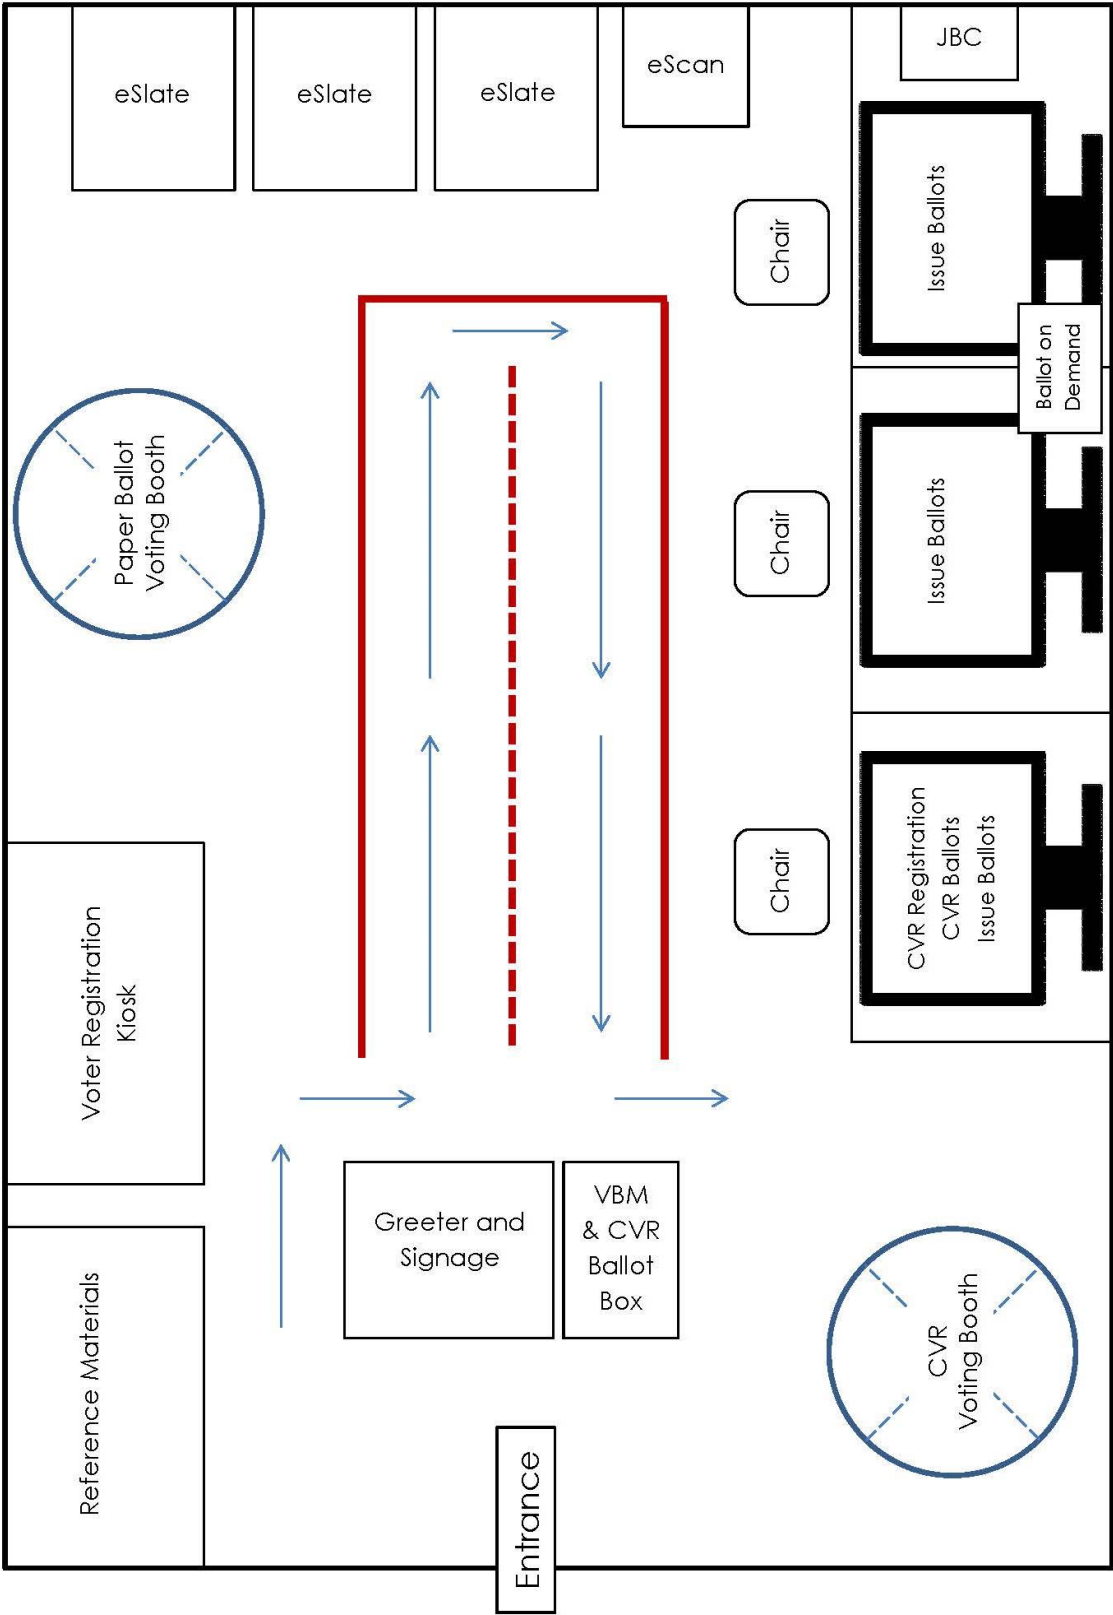 eSlate
eSlate
eSlate
eScan
JBC
Issue Ballots
Chair
Ballot on
Demand
Paper Ballot
Voting Booth
Chair
Issue Ballots
Voter Registration
Kiosk
Chair
CVR Registration
CVR Ballots
Issue Ballots
Greeter and
Signage
VBM
& CVR
Ballot
Box
Reference Materials
CVR
Voting Booth
Entrance